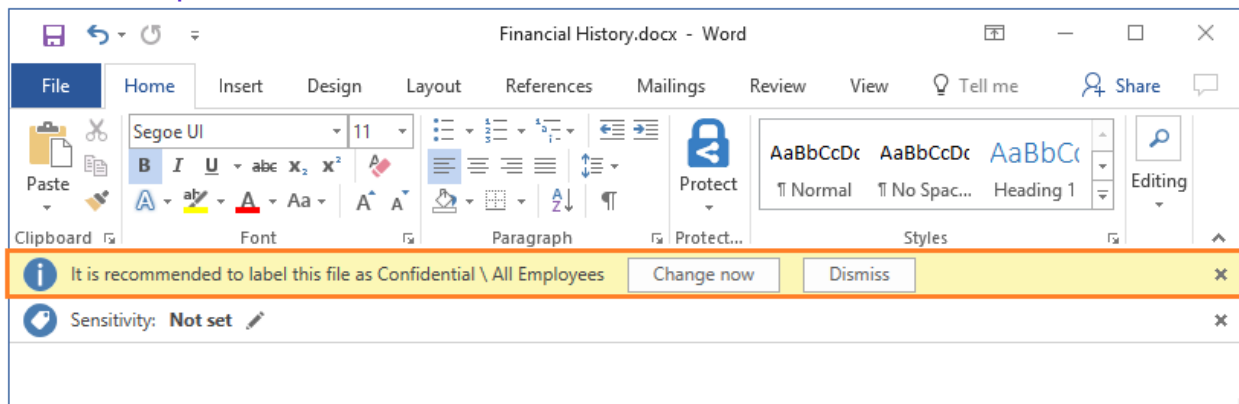 Financial History.docx - Word
File Home Insert Design Layout References Mailings Review View Tell me Share
Segoe UI 11
AaBbCcDc AaBbCcDc AaBbC
B I U abc X₂ X² Protect Editing
Paste ¶ Normal ¶ No Spac... Heading 1
A aby A Aa A A A Z ¶
Clipboard Font Paragraph Protect... Styles
It is recommended to label this file as Confidential \ All Employees Change now Dismiss
Sensitivity: Not set